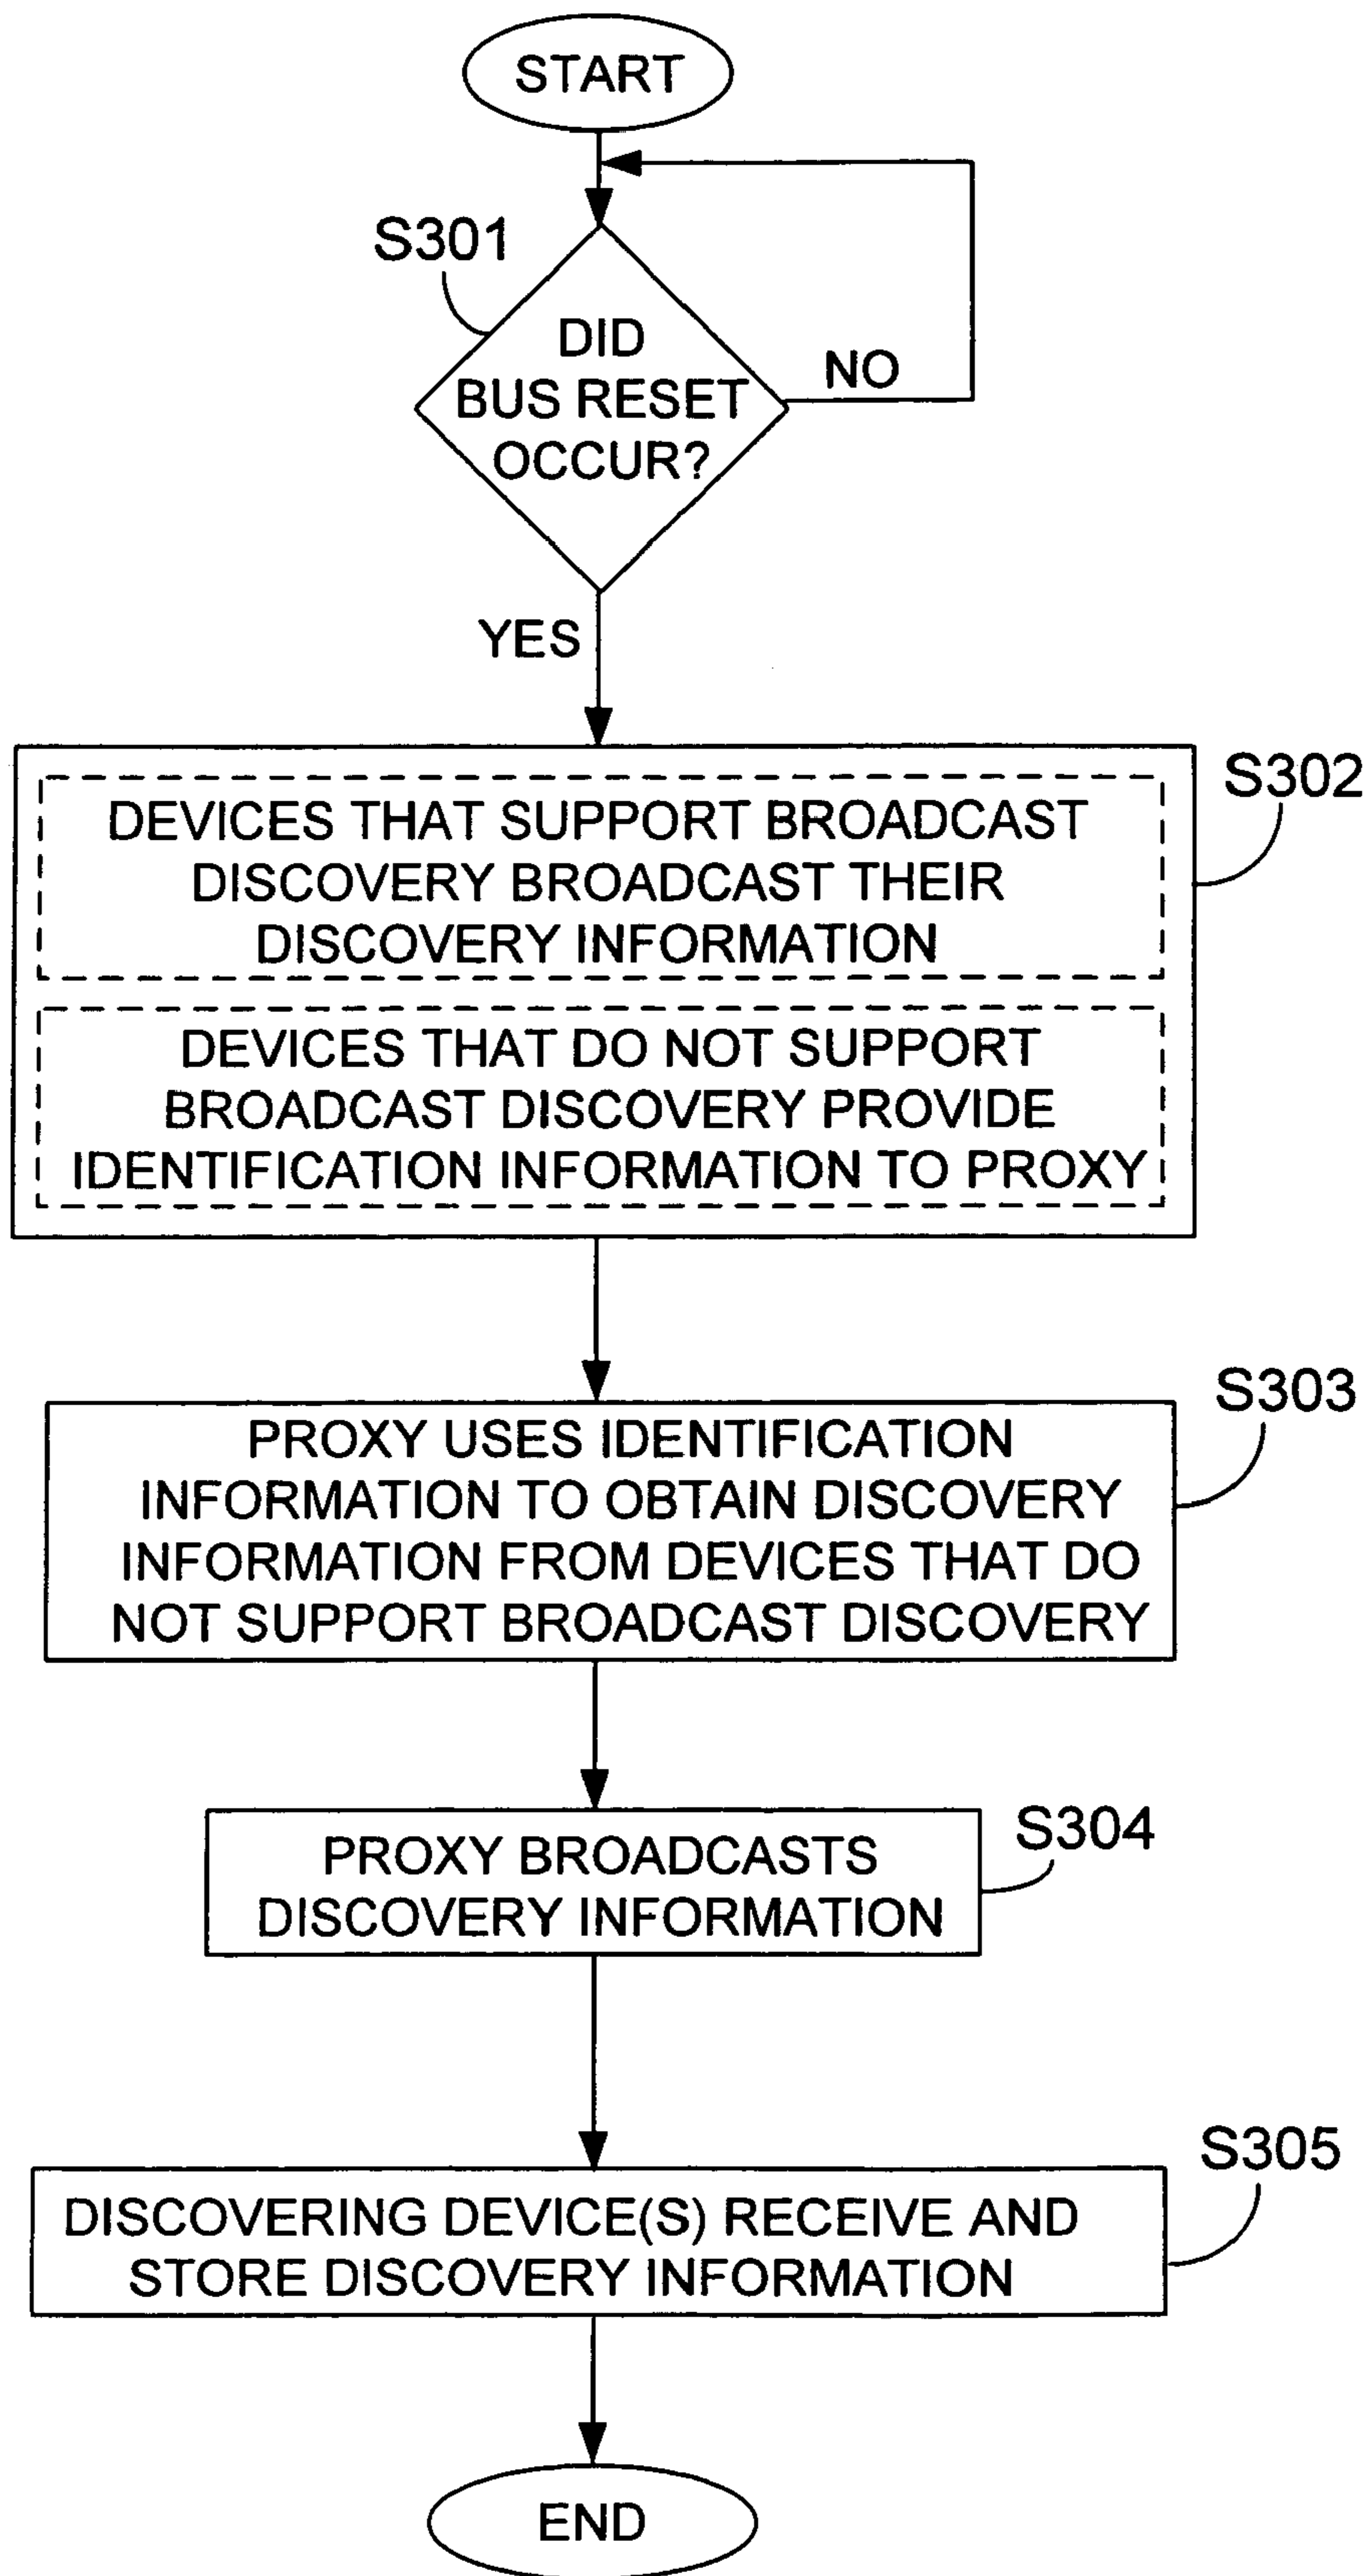 START
S301
DID
BUS RESET
OCCUR?
NO
YES
S302
DEVICES THAT SUPPORT BROADCAST
DISCOVERY BROADCAST THEIR
DISCOVERY INFORMATION
DEVICES THAT DO NOT SUPPORT
BROADCAST DISCOVERY PROVIDE
IDENTIFICATION INFORMATION TO PROXY
S303
PROXY USES IDENTIFICATION
INFORMATION TO OBTAIN DISCOVERY
INFORMATION FROM DEVICES THAT DO
NOT SUPPORT BROADCAST DISCOVERY
S304
PROXY BROADCASTS
DISCOVERY INFORMATION
S305
DISCOVERING DEVICE(S) RECEIVE AND
STORE DISCOVERY INFORMATION
END